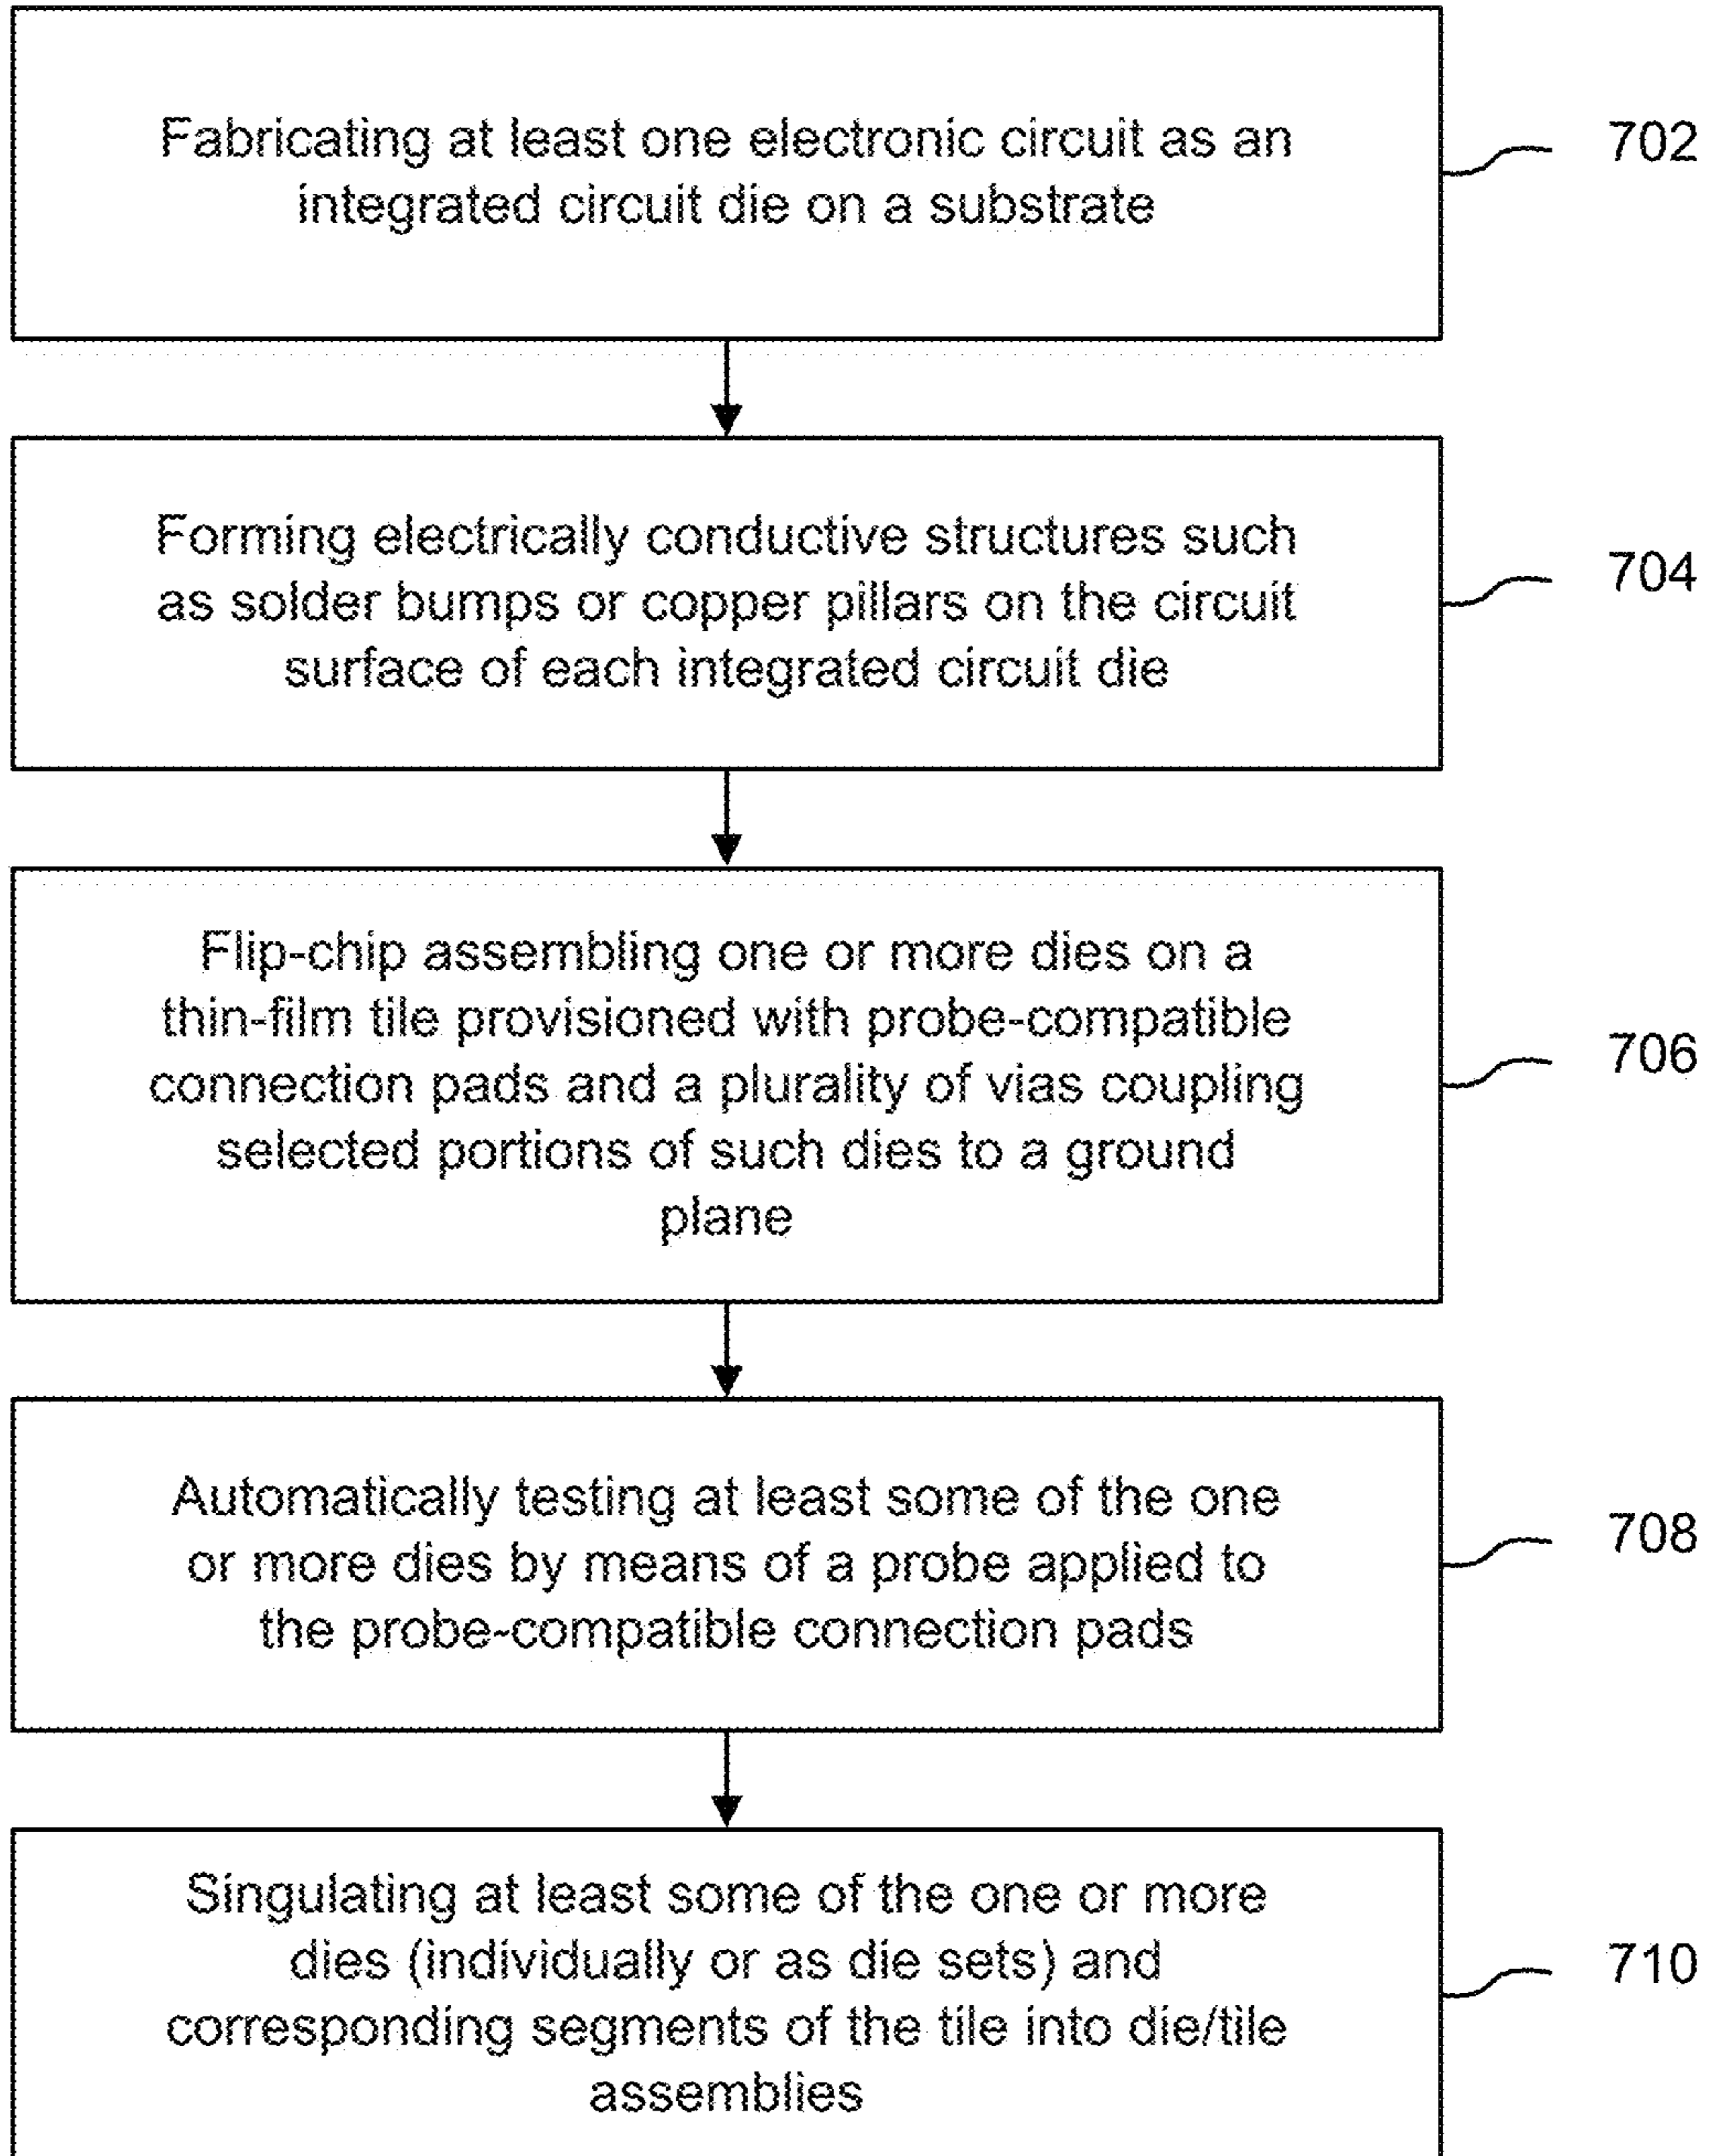 Fabricating at least one electronic circuit as an
integrated circuit die on a substrate
702
Forming electrically conductive structures such
as solder bumps or copper pillars on the circuit
surface of each integrated circuit die
704
Flip-chip assembling one or more dies on a
thin-film tile provisioned with probe-compatible
connection pads and a plurality of vias coupling
selected portions of such dies to a ground
plane
706
Automatically testing at least some of the one
or more dies by means of a probe applied to
the probe-compatible connection pads
708
Singulating at least some of the one or more
dies (individually or as die sets) and
corresponding segments of the tile into die/tile
assemblies
710